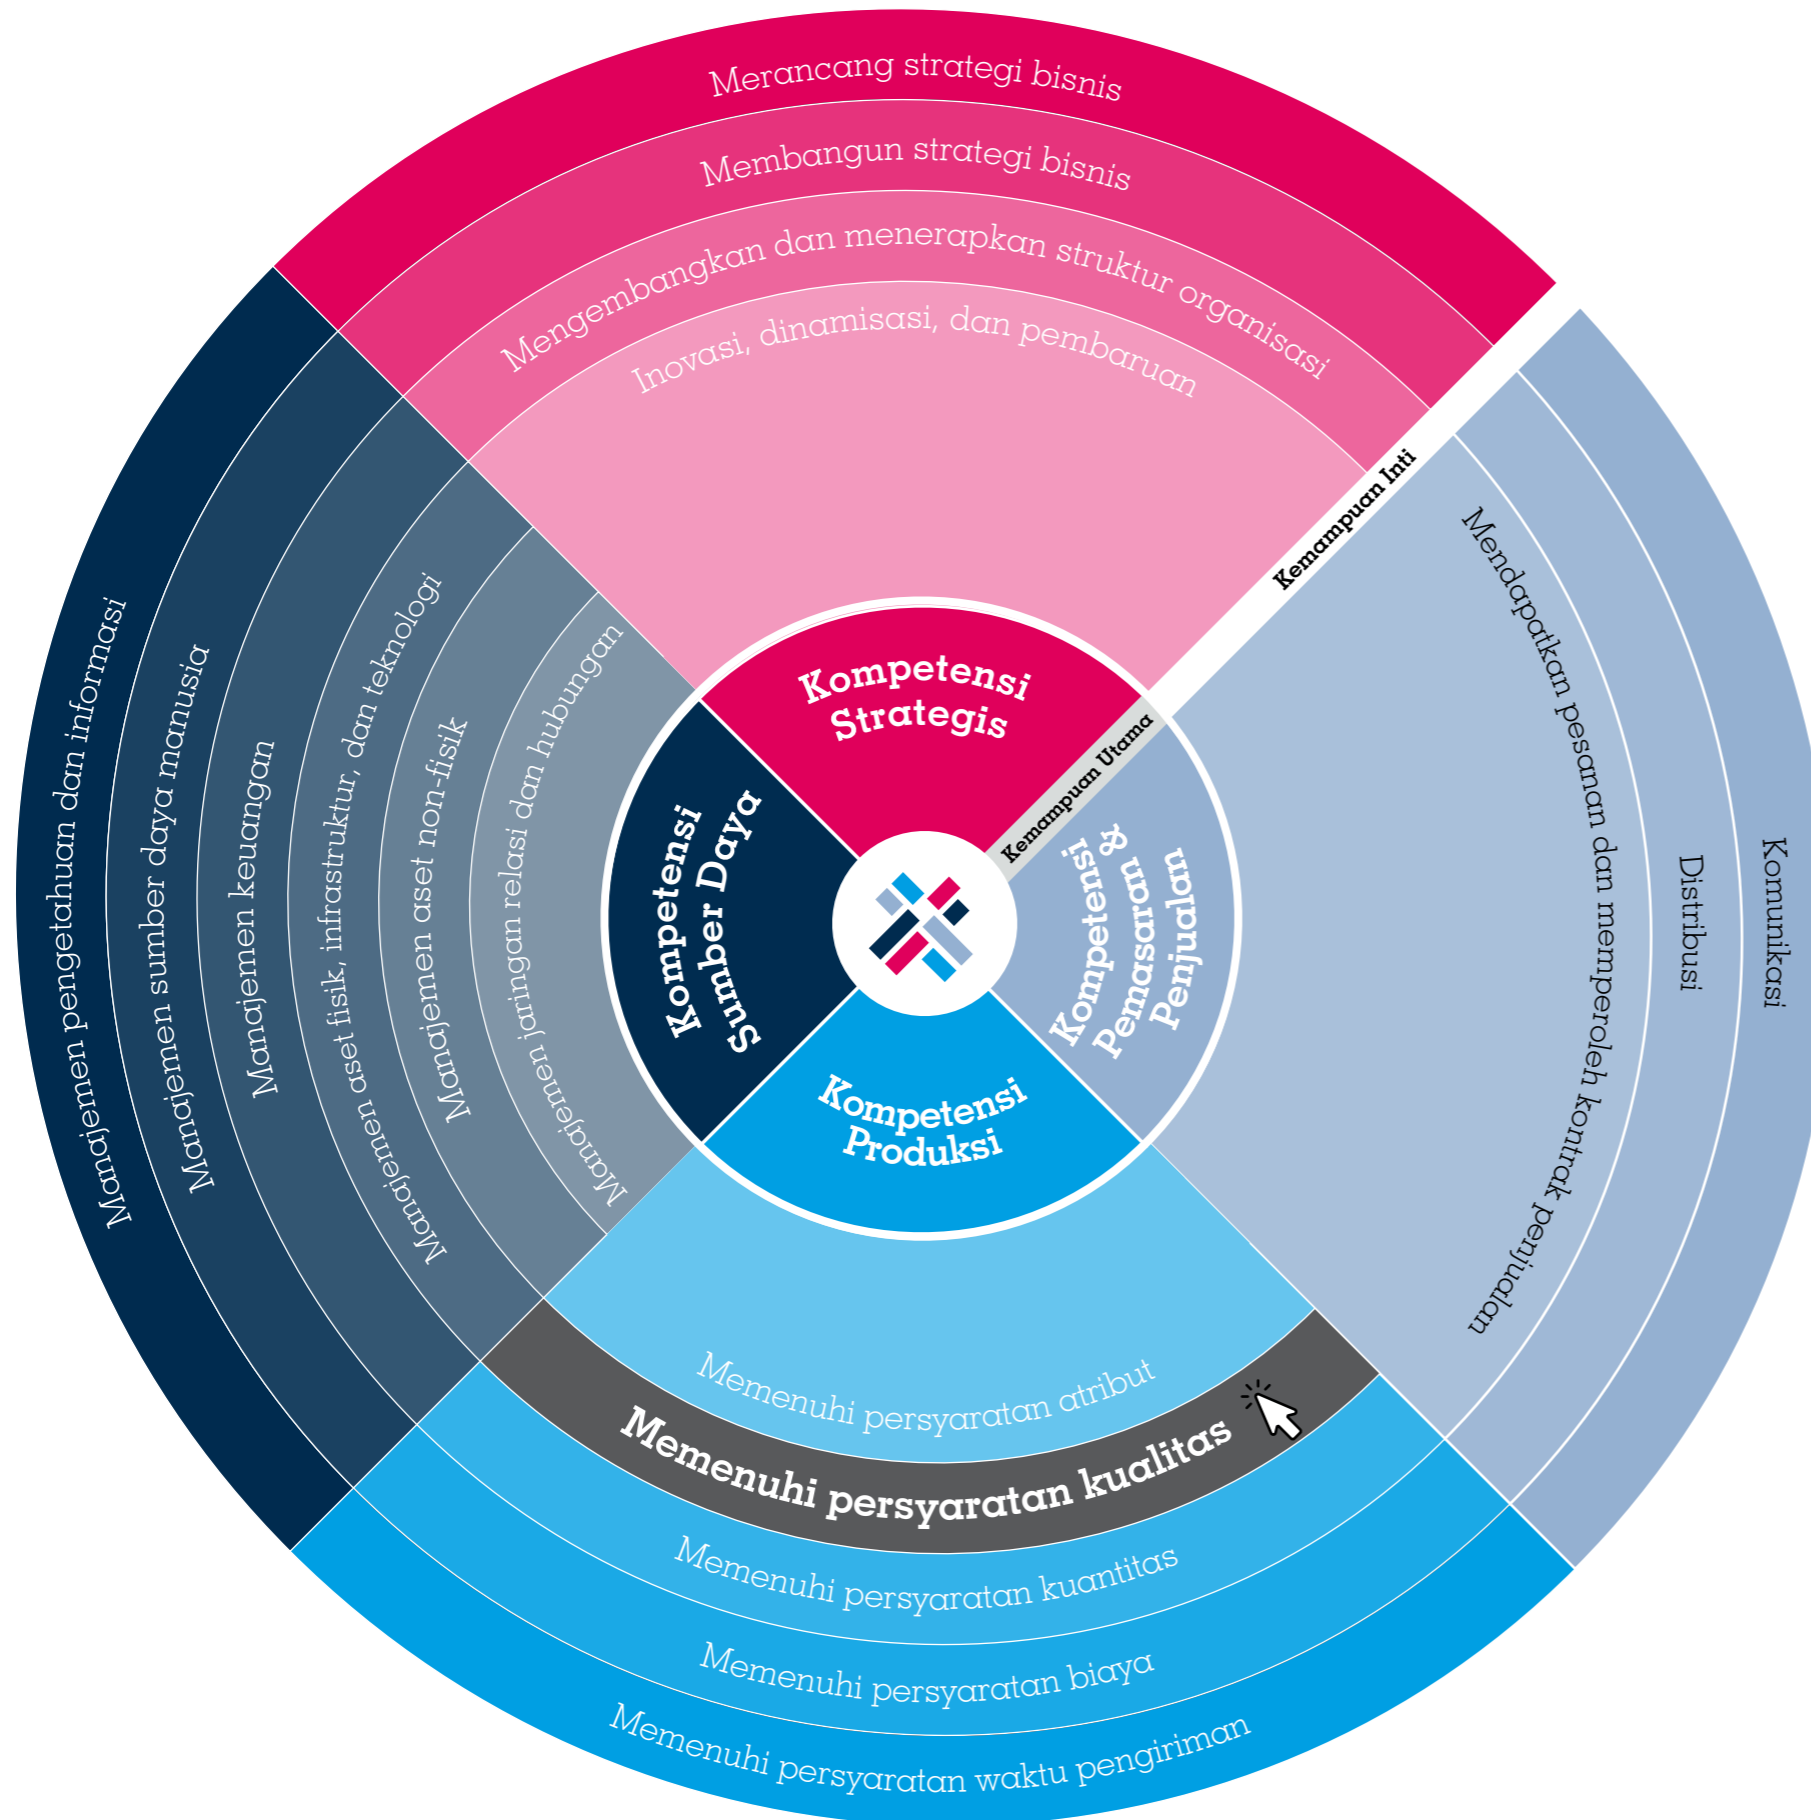 Merancang strategi bisnis
Membangun strategi bisnis
Mengembangkan dan menerapkan struktur organisasi
Inovasi, dinamisasi, dan pembaruan
Kompetensi
Strategis
Kemampuan Inti
Kemampuan Utama
Kompetensi
Pemasaran &
Penjualan
Mendapatkan pesanan dan memperoleh kontrak penjualan
Distribusi
Komunikasi
Manajemen pengetahuan dan informasi
Manajemen sumber daya manusia
Manajemen keuangan
Manajemen aset fisik, infrastruktur, dan teknologi
Manajemen aset non-fisik
Manajemen jaringan relasi dan hubungan
Kompetensi
Sumber Daya
Kompetensi
Produksi
Memenuhi persyaratan atribut
Memenuhi persyaratan kualitas
Memenuhi persyaratan kuantitas
Memenuhi persyaratan biaya
Memenuhi persyaratan waktu pengiriman